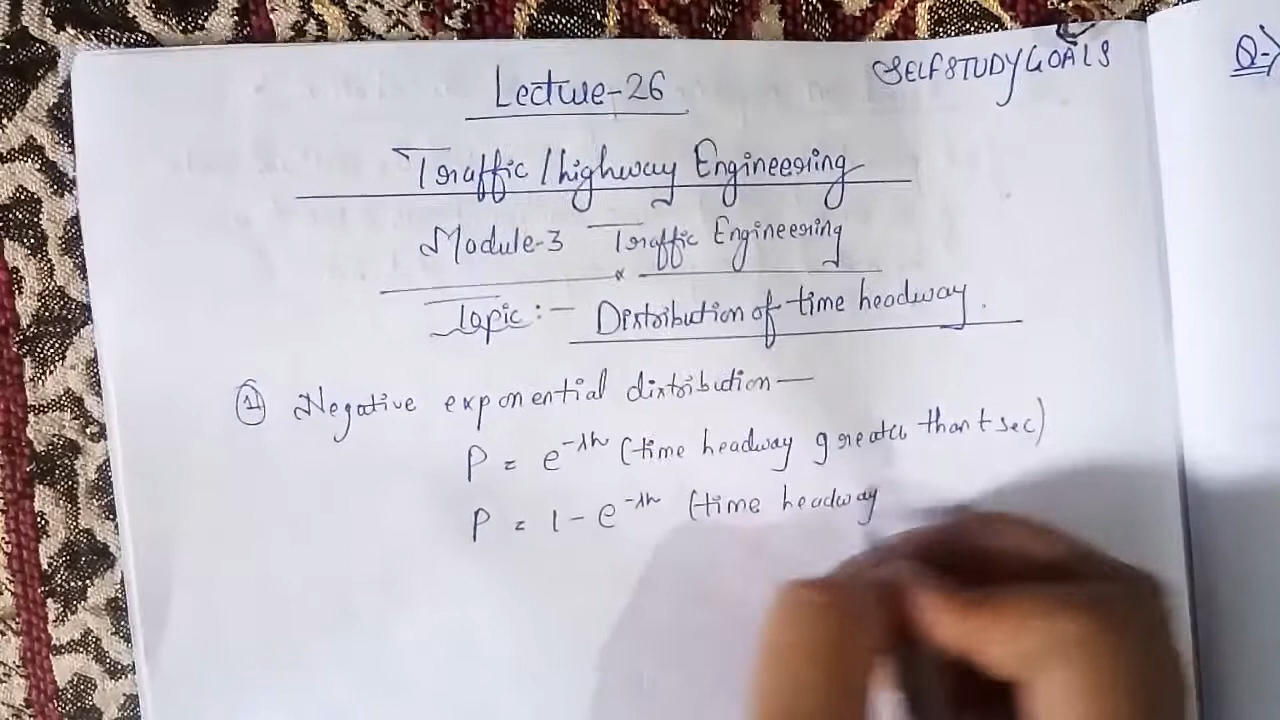 SELFSTUDYGOALS
Lecture-26
Traffic / highway Engineering
Module-3 Traffic Engineering
Topic:- Distribution of time headway.
① Negative exponential distribution—
P = e^-λh (time headway greater than t sec)
P = 1 - e^-λh (time headway
Q-)